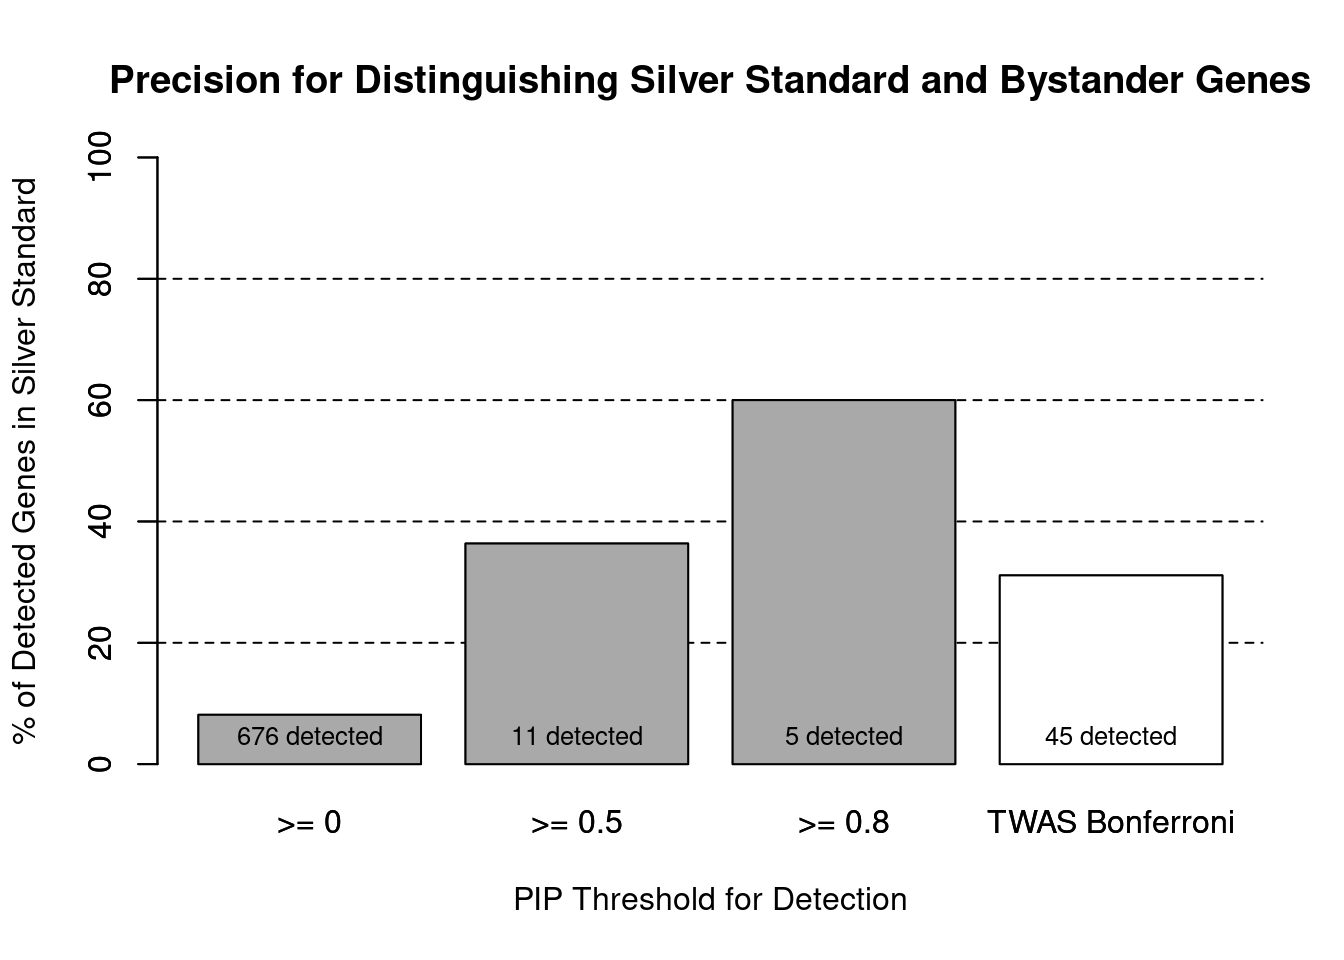 Precision for Distinguishing Silver Standard and Bystander Genes
% of Detected Genes in Silver Standard
100
80
60
40
20
0
676 detected
11 detected
5 detected
45 detected
>= 0
>= 0.5
>= 0.8
TWAS Bonferroni
PIP Threshold for Detection